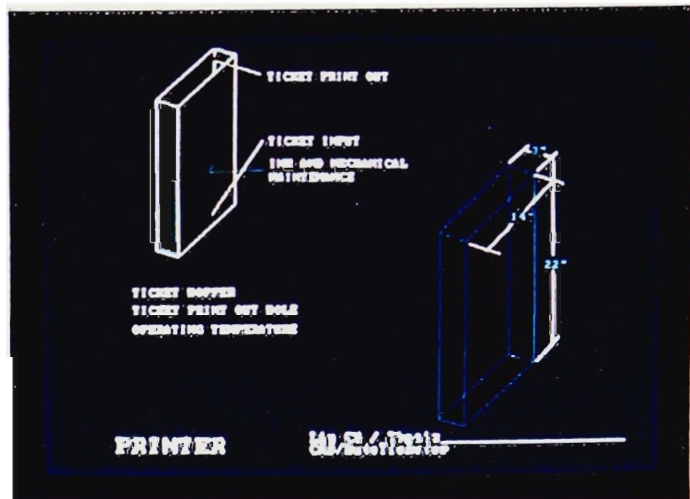 TICKET PRINT OUT
TICKET INPUT
INK AND MECHANICAL
MAINTENANCE
14"
22"
TICKET HOPPER
TICKET PRINT OUT HOLE
OPERATING TEMPERATURE
PRINTER
/ Thesis